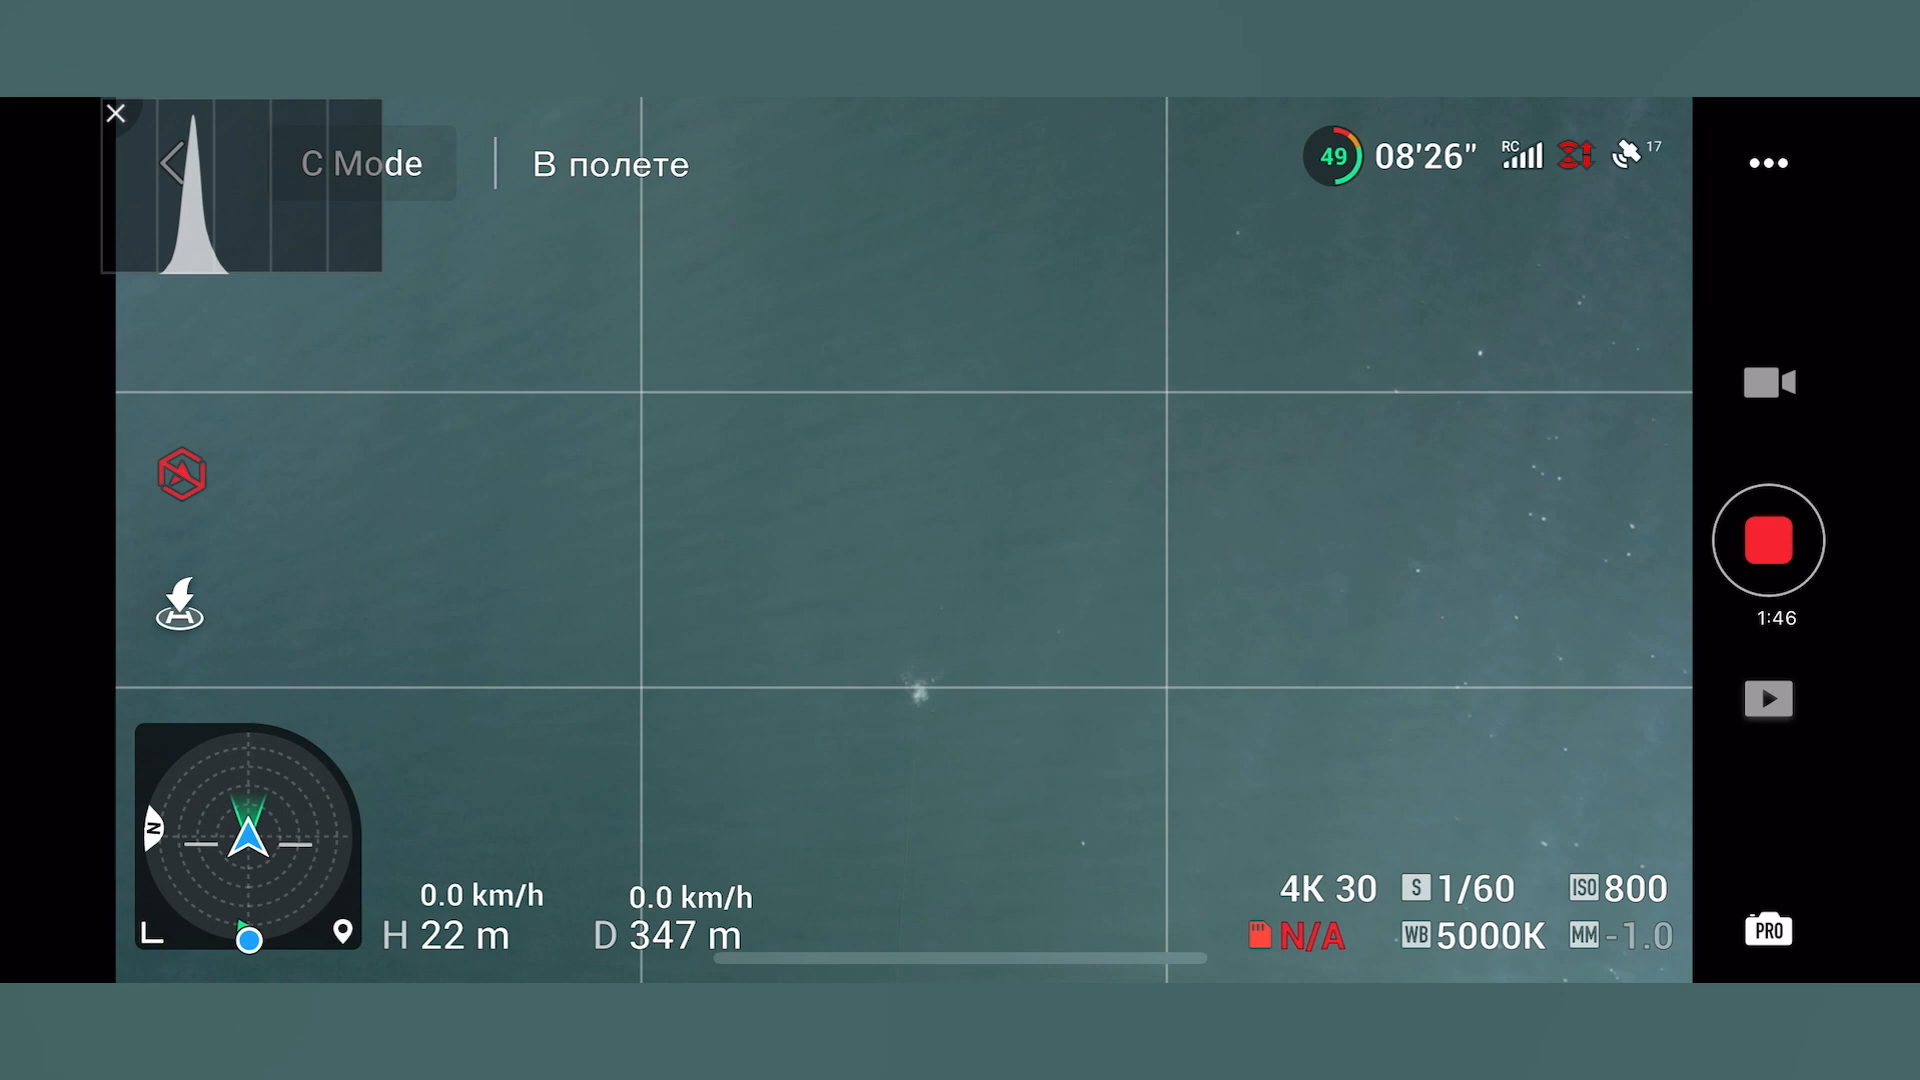 C Mode
В полете
49
08'26"
RC
17
1:46
N
0.0 km/h
0.0 km/h
H 22 m
D 347 m
4K 30
S 1/60
ISO 800
N/A
WB 5000K
MM -1.0
PRO